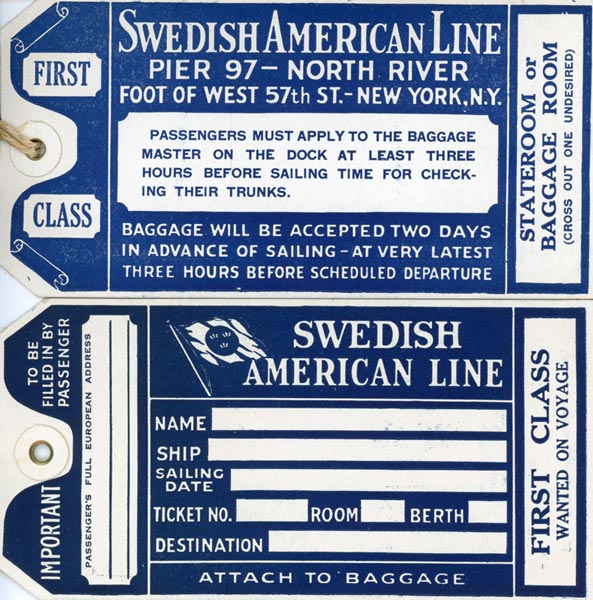 FIRST
CLASS
SWEDISH AMERICAN LINE
PIER 97 - NORTH RIVER
FOOT OF WEST 57th ST. - NEW YORK, N.Y.
PASSENGERS MUST APPLY TO THE BAGGAGE
MASTER ON THE DOCK AT LEAST THREE
HOURS BEFORE SAILING TIME FOR CHECK-
ING THEIR TRUNKS.
BAGGAGE WILL BE ACCEPTED TWO DAYS
IN ADVANCE OF SAILING - AT VERY LATEST
THREE HOURS BEFORE SCHEDULED DEPARTURE
STATEROOM or
BAGGAGE ROOM
(CROSS OUT ONE UNDESIRED)
IMPORTANT
TO BE
FILLED IN BY
PASSENGER
PASSENGER'S FULL EUROPEAN ADDRESS
SWEDISH
AMERICAN LINE
NAME
SHIP
SAILING
DATE
TICKET NO. ROOM BERTH
DESTINATION
ATTACH TO BAGGAGE
FIRST CLASS
WANTED ON VOYAGE